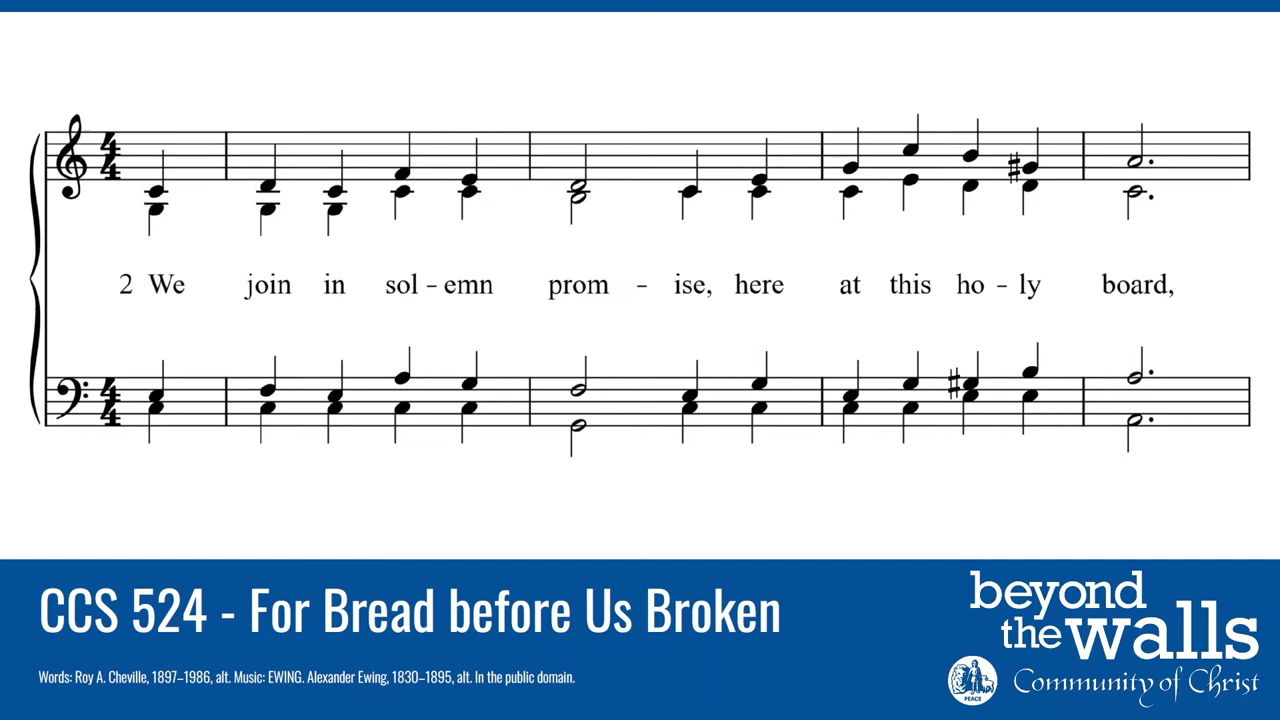 2 We join in sol - emn prom - ise, here at this ho - ly board,
CCS 524 - For Bread before Us Broken
Words: Roy A. Cheville, 1897–1986, alt. Music: EWING. Alexander Ewing, 1830–1895, alt. In the public domain.
beyond
the walls
PEACE
Community of Christ